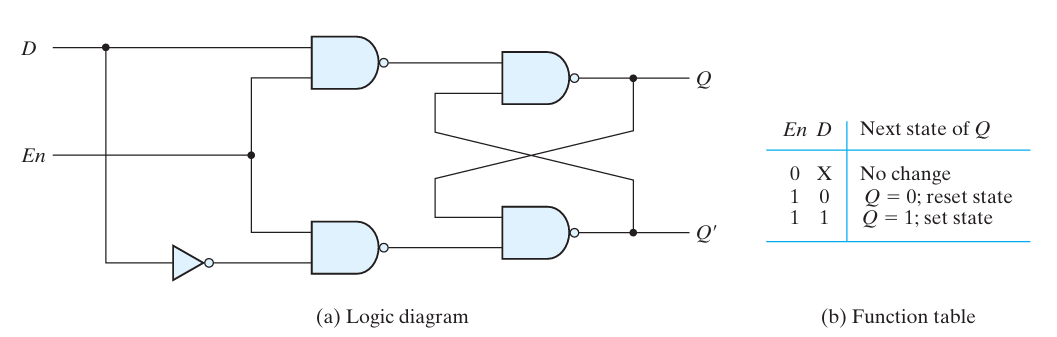 D
En
Q
Q′
(a) Logic diagram
En D Next state of Q
0 X No change
1 0 Q = 0; reset state
1 1 Q = 1; set state
(b) Function table